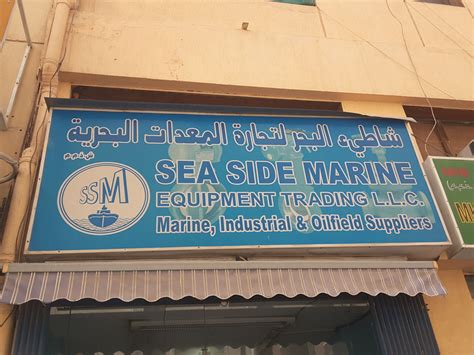 شاطيء البحر لتجارة المعدات البحرية
ش.ذ.م.م
SSM
SEA SIDE MARINE
EQUIPMENT TRADING L.L.C.
Marine, Industrial & Oilfield Suppliers